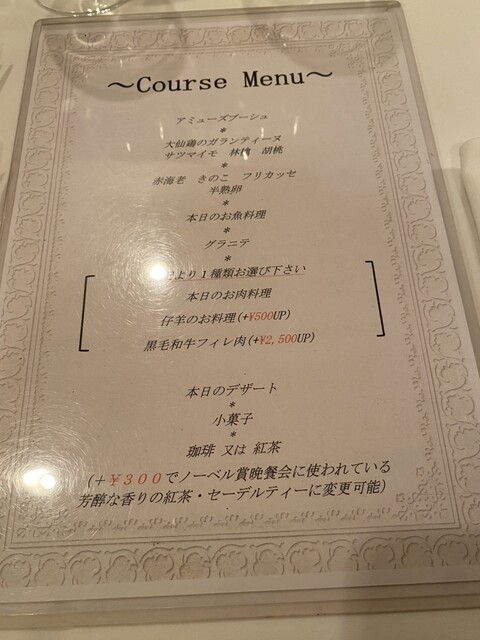 ～Course Menu～
アミューズブーシュ
*
大仙鶏のガランティーヌ
サツマイモ 林檎 胡桃
*
赤海老 きのこ フリカッセ
半熟卵
*
本日のお魚料理
*
グラニテ
*
より１種類お選び下さい
本日のお肉料理
仔羊のお料理(+¥500UP)
黒毛和牛フィレ肉(+¥2,500UP)
本日のデザート
*
小菓子
*
珈琲 又は 紅茶
(＋￥３００でノーベル賞晩餐会に使われている
芳醇な香りの紅茶・セーデルティーに変更可能)